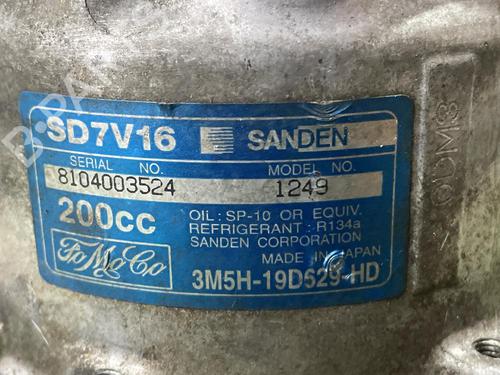 SD7V16 SANDEN
SERIAL NO. MODEL NO.
8104003524 1249
200cc OIL: SP-10 OR EQUIV.
REFRIGERANT: R134a
SANDEN CORPORATION
MADE IN JAPAN
FoMoCo 3M5H-19D629-HD
B-PARTS